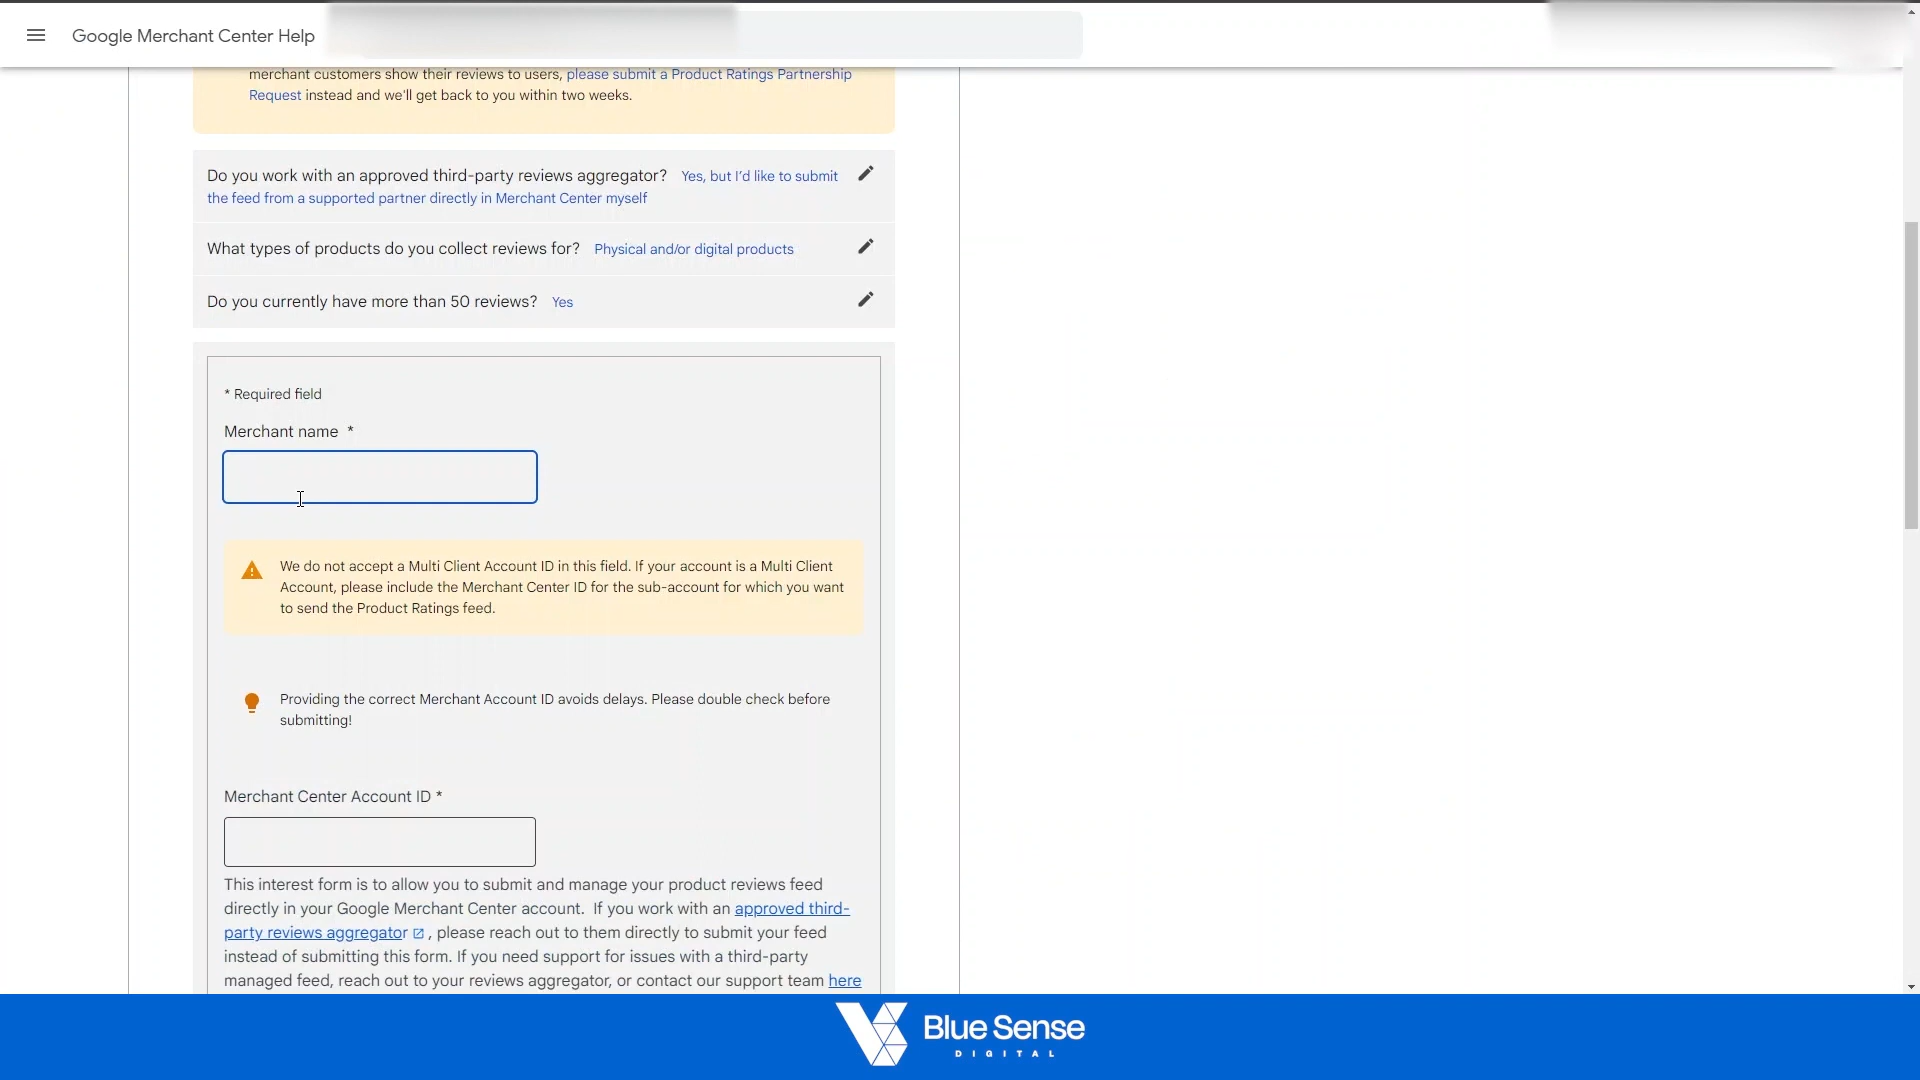 Google Merchant Center Help
merchant customers show their reviews to users, please submit a Product Ratings Partnership
Request instead and we'll get back to you within two weeks.
Do you work with an approved third-party reviews aggregator? Yes, but I'd like to submit
the feed from a supported partner directly in Merchant Center myself
What types of products do you collect reviews for? Physical and/or digital products
Do you currently have more than 50 reviews? Yes
* Required field
Merchant name *
We do not accept a Multi Client Account ID in this field. If your account is a Multi Client
Account, please include the Merchant Center ID for the sub-account for which you want
to send the Product Ratings feed.
Providing the correct Merchant Account ID avoids delays. Please double check before
submitting!
Merchant Center Account ID *
This interest form is to allow you to submit and manage your product reviews feed
directly in your Google Merchant Center account. If you work with an approved third-
party reviews aggregator , please reach out to them directly to submit your feed
instead of submitting this form. If you need support for issues with a third-party
managed feed, reach out to your reviews aggregator, or contact our support team here
Blue Sense
DIGITAL